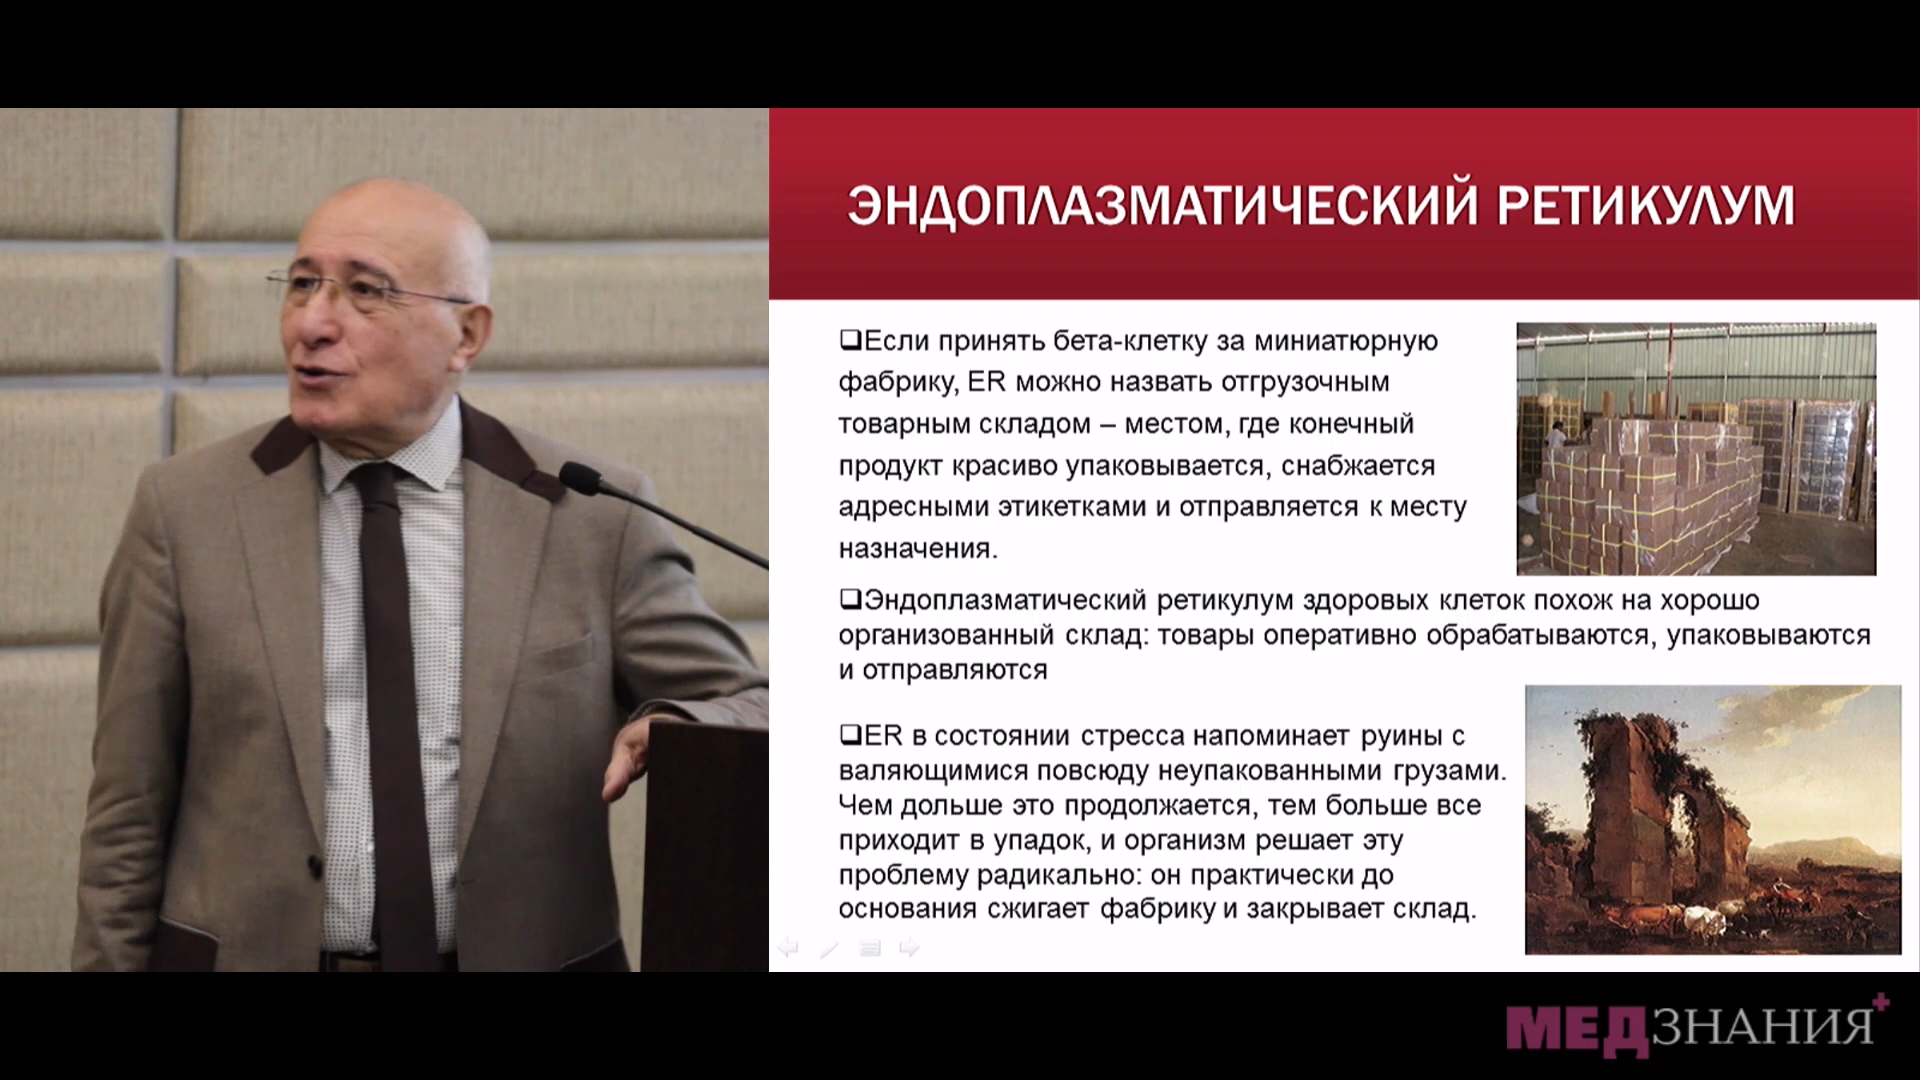 ЭНДОПЛАЗМАТИЧЕСКИЙ РЕТИКУЛУМ
Если принять бета-клетку за миниатюрную
фабрику, ER можно назвать отгрузочным
товарным складом – местом, где конечный
продукт красиво упаковывается, снабжается
адресными этикетками и отправляется к месту
назначения.
Эндоплазматический ретикулум здоровых клеток похож на хорошо
организованный склад: товары оперативно обрабатываются, упаковываются
и отправляются
ER в состоянии стресса напоминает руины с
валяющимися повсюду неупакованными грузами.
Чем дольше это продолжается, тем больше все
приходит в упадок, и организм решает эту
проблему радикально: он практически до
основания сжигает фабрику и закрывает склад.
МЕДЗНАНИЯ+